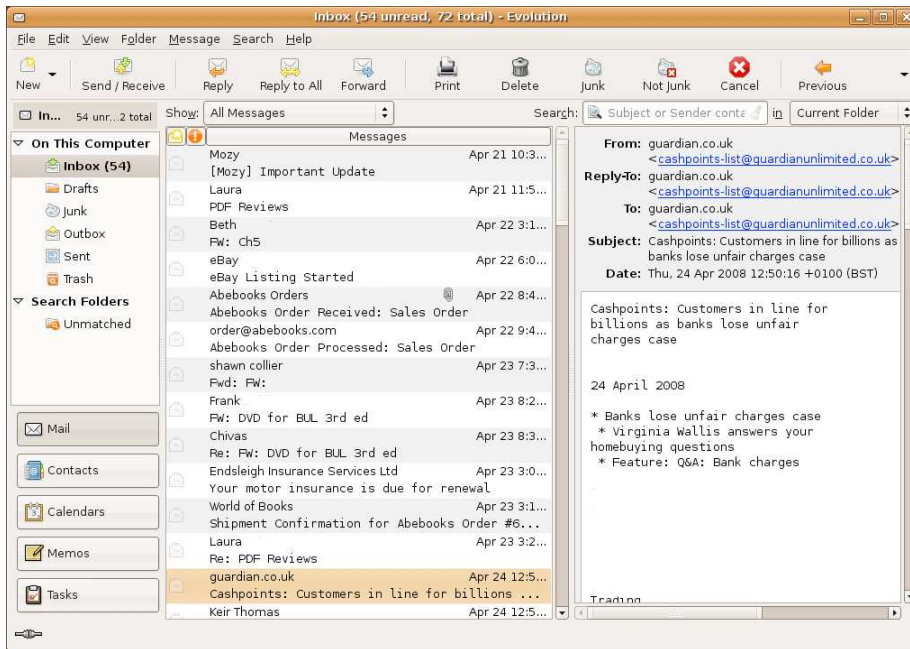 Inbox (54 unread, 72 total) - Evolution
File Edit View Folder Message Search Help
New Send / Receive Reply Reply to All Forward Print Delete Junk Not Junk Cancel Previous
In... 54 unr...2 total
Show: All Messages Search: Subject or Sender conta in Current Folder
On This Computer
Inbox (54)
Drafts
Junk
Outbox
Sent
Trash
Search Folders
Unmatched
Mail
Contacts
Calendars
Memos
Tasks
Messages
Mozy Apr 21 10:3...
[Mozy] Important Update
Laura Apr 21 11:5...
PDF Reviews
Beth Apr 22 3:1...
FW: Ch5
eBay Apr 22 6:0...
eBay Listing Started
Abebooks Orders Apr 22 8:4...
Abebooks Order Received: Sales Order
order@abebooks.com Apr 22 9:4...
Abebooks Order Processed: Sales Order
shawn collier Apr 23 7:3...
Fwd: FW:
Frank Apr 23 8:2...
FW: DVD for BUL 3rd ed
Chivas Apr 23 8:3...
Re: FW: DVD for BUL 3rd ed
Endsleigh Insurance Services Ltd Apr 23 3:0...
Your motor insurance is due for renewal
World of Books Apr 23 3:1...
Shipment Confirmation for Abebooks Order #6...
Laura Apr 23 3:2...
Re: PDF Reviews
guardian.co.uk Apr 24 12:5...
Cashpoints: Customers in line for billions ...
Keir Thomas Apr 24 12:5...
From: guardian.co.uk
<cashpoints-list@guardianunlimited.co.uk>
Reply-To: guardian.co.uk
<cashpoints-list@guardianunlimited.co.uk>
To: guardian.co.uk
<cashpoints-list@guardianunlimited.co.uk>
Subject: Cashpoints: Customers in line for billions as
banks lose unfair charges case
Date: Thu, 24 Apr 2008 12:50:16 +0100 (BST)
Cashpoints: Customers in line for
billions as banks lose unfair
charges case
24 April 2008
* Banks lose unfair charges case
* Virginia Wallis answers your
homebuying questions
* Feature: Q&A: Bank charges
Trading